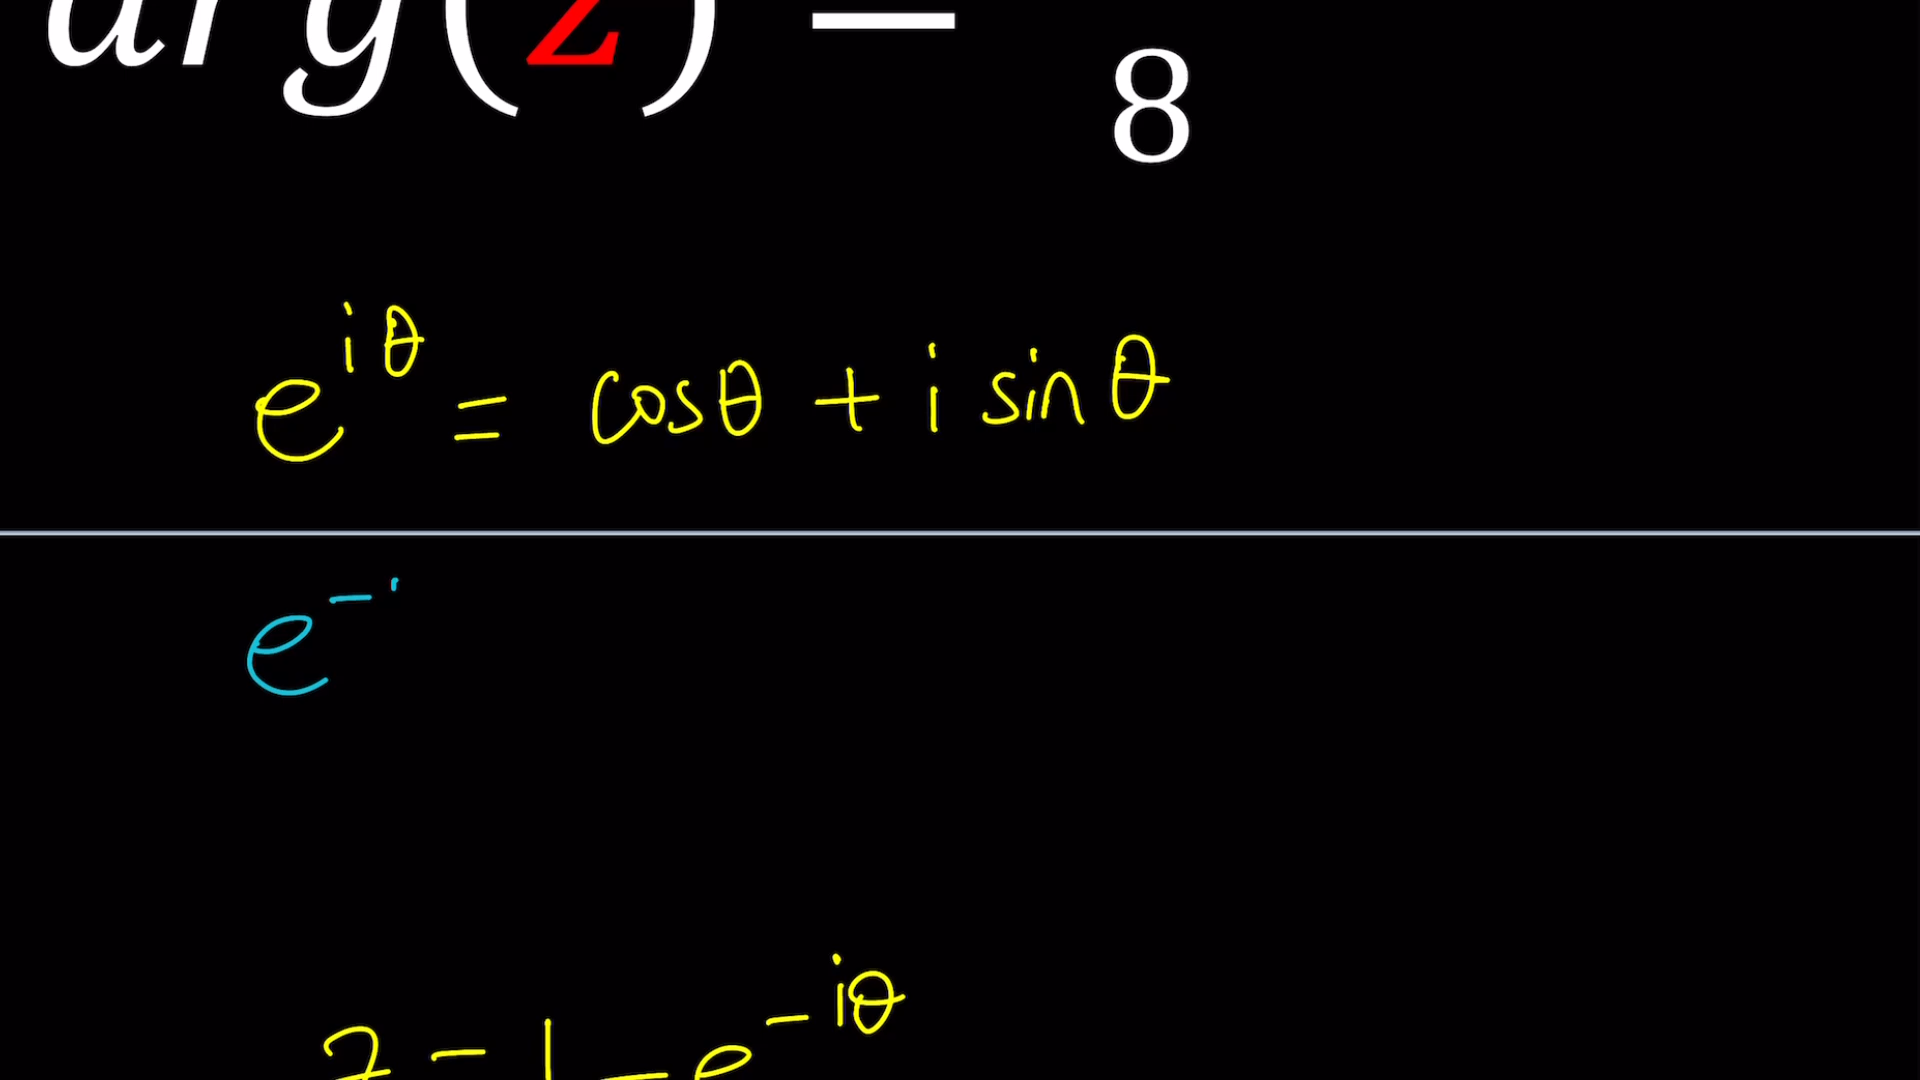 arg(z) = 8
e^{iθ} = cosθ + i sinθ
e^{-i
z = 1 - e^{-iθ}